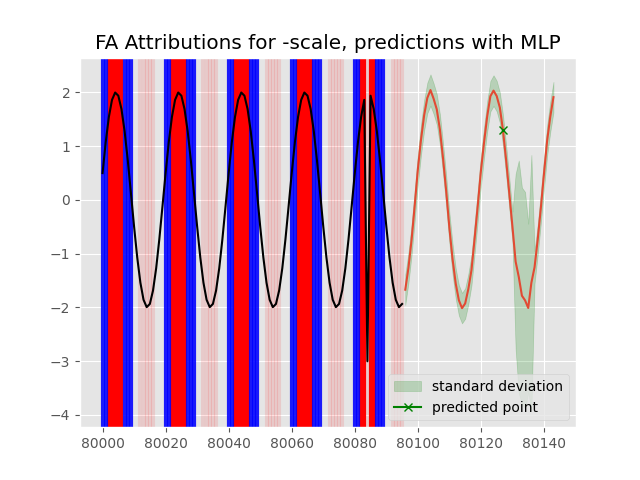 FA Attributions for -scale, predictions with MLP
2
1
0
−1
−2
−3
−4
standard deviation
predicted point
80000 80020 80040 80060 80080 80100 80120 80140